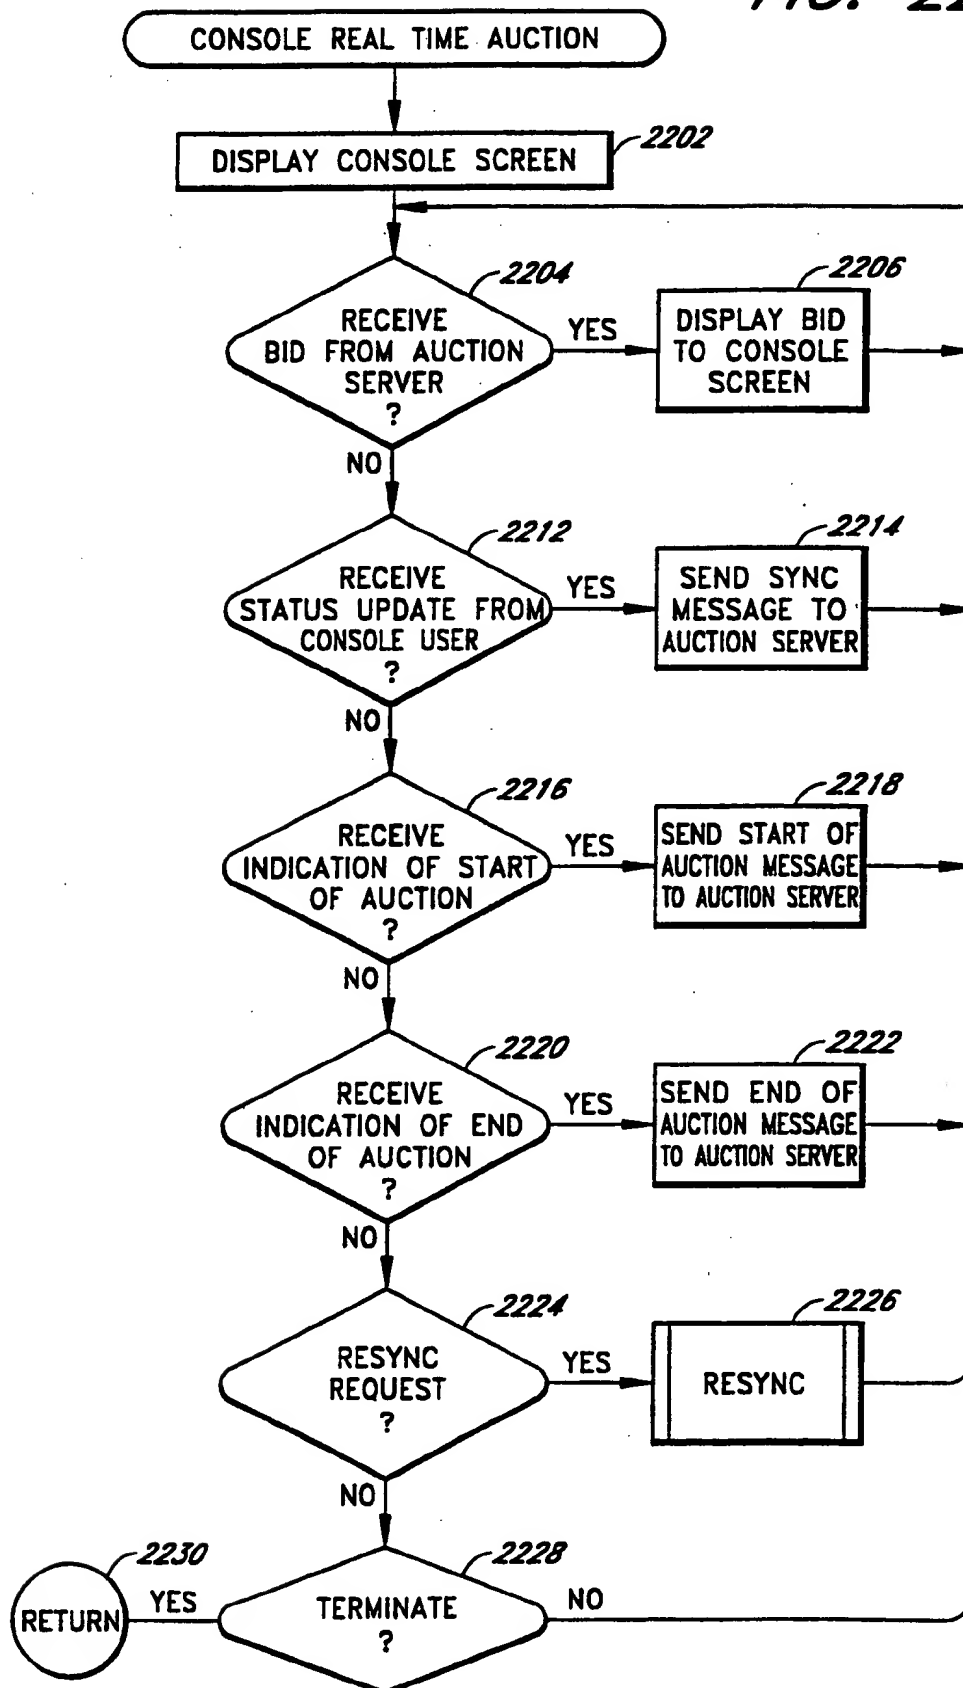 FIG. 22
CONSOLE REAL TIME AUCTION
2202
DISPLAY CONSOLE SCREEN
2204
RECEIVE
BID FROM AUCTION
SERVER
?
YES
2206
DISPLAY BID
TO CONSOLE
SCREEN
NO
2212
RECEIVE
STATUS UPDATE FROM
CONSOLE USER
?
YES
2214
SEND SYNC
MESSAGE TO
AUCTION SERVER
NO
2216
RECEIVE
INDICATION OF START
OF AUCTION
?
YES
2218
SEND START OF
AUCTION MESSAGE
TO AUCTION SERVER
NO
2220
RECEIVE
INDICATION OF END
OF AUCTION
?
YES
2222
SEND END OF
AUCTION MESSAGE
TO AUCTION SERVER
NO
2224
RESYNC
REQUEST
?
YES
2226
RESYNC
NO
2228
TERMINATE
?
NO
YES
2230
RETURN